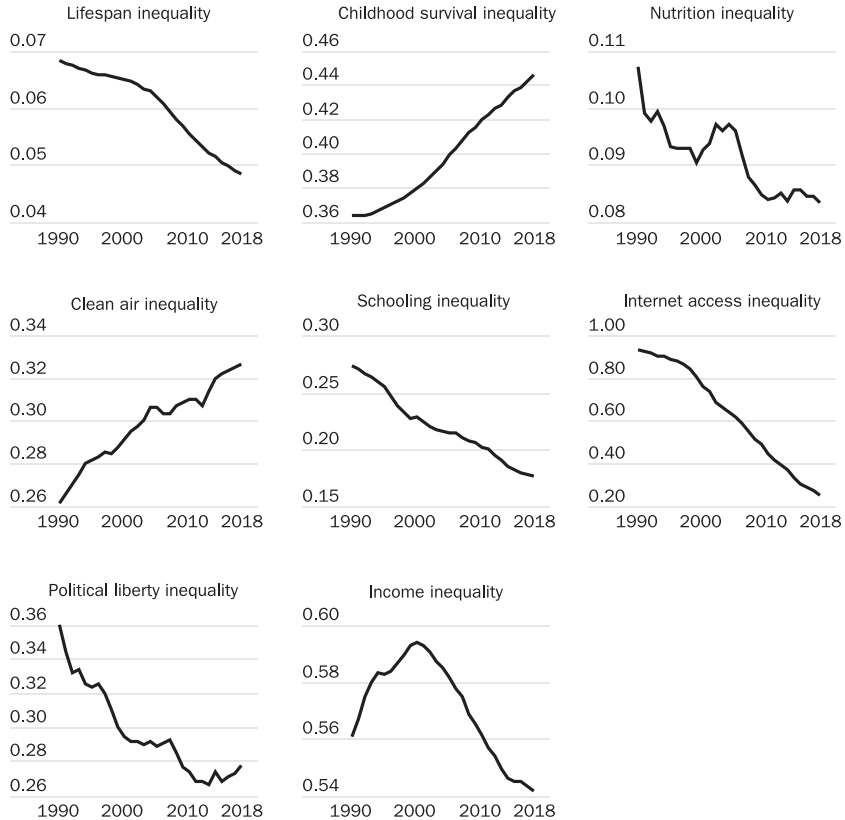 Lifespan inequality
0.07
0.06
0.05
0.04
1990 2000 2010 2018
Childhood survival inequality
0.46
0.44
0.42
0.40
0.38
0.36
1990 2000 2010 2018
Nutrition inequality
0.11
0.10
0.09
0.08
1990 2000 2010 2018
Clean air inequality
0.34
0.32
0.30
0.28
0.26
1990 2000 2010 2018
Schooling inequality
0.30
0.25
0.20
0.15
1990 2000 2010 2018
Internet access inequality
1.00
0.80
0.60
0.40
0.20
1990 2000 2010 2018
Political liberty inequality
0.36
0.34
0.32
0.30
0.28
0.26
1990 2000 2010 2018
Income inequality
0.60
0.58
0.56
0.54
1990 2000 2010 2018